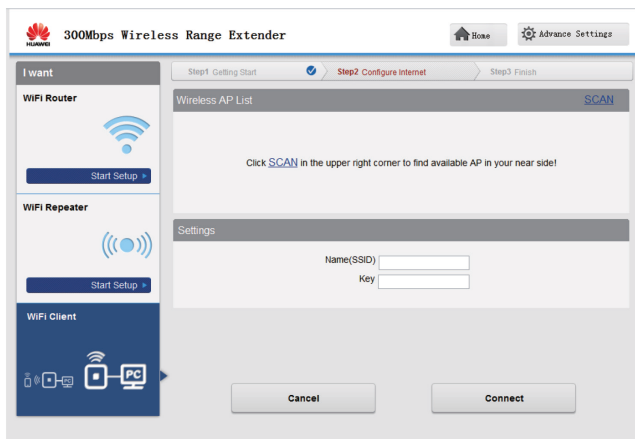 HUAWEI
300Mbps Wireless Range Extender
Home
Advance Settings
I want
Step1 Getting Start
Step2 Configure Internet
Step3 Finish
WiFi Router
Start Setup
WiFi Repeater
Start Setup
WiFi Client
PC
PC
Wireless AP List
SCAN
Click SCAN in the upper right corner to find available AP in your near side!
Settings
Name(SSID)
Key
Cancel
Connect